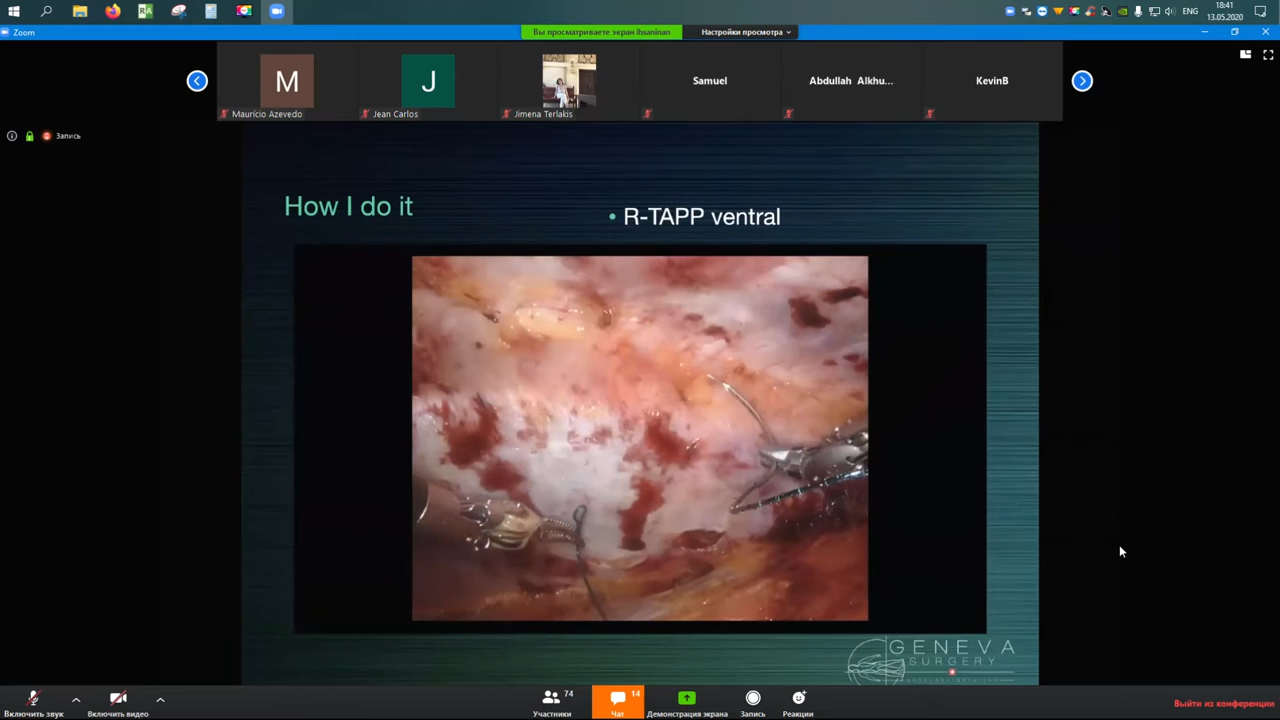 18:41
ENG
13.05.2020
Zoom
Вы просматриваете экран ihsaninan
Настройки просмотра
M
J
Samuel
Abdullah Alkhu...
KevinB
Maurício Azevedo
Jean Carlos
Jimena Terlakis
Запись
How I do it
• R-TAPP ventral
GENEVA
SURGERY
74
14
Включить звук
Включить видео
Участники
Чат
Демонстрация экрана
Запись
Реакции
Выйти из конференции